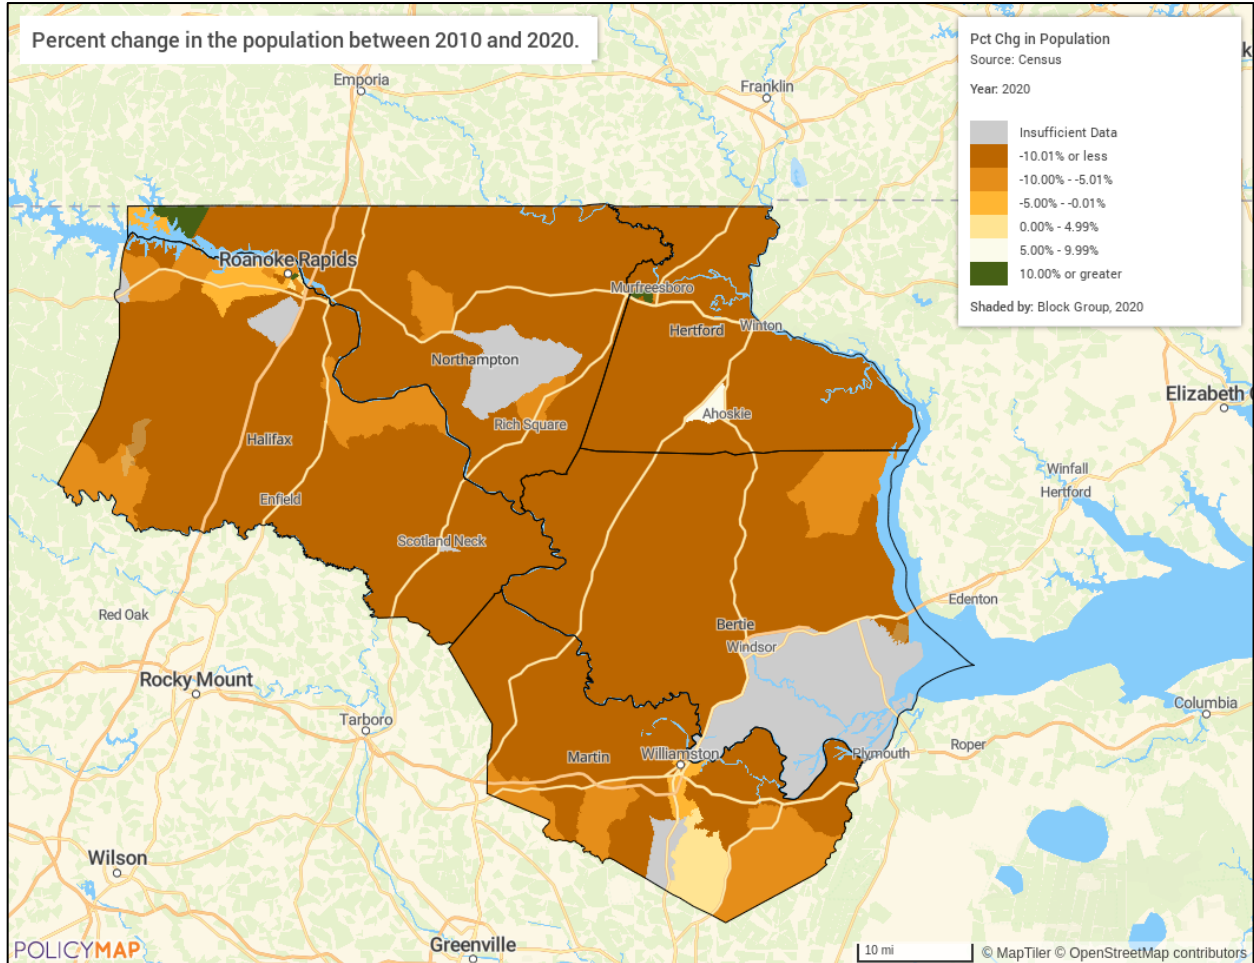 Percent change in the population between 2010 and 2020.
Pct Chg in Population
Source: Census
Year: 2020
Insufficient Data
-10.01% or less
-10.00% - -5.01%
-5.00% - -0.01%
0.00% - 4.99%
5.00% - 9.99%
10.00% or greater
Shaded by: Block Group, 2020
Emporia
Franklin
Roanoke Rapids
Murfreesboro
Hertford
Winton
Northampton
Elizabeth
Ahoskie
Rich Square
Halifax
Winfall
Hertford
Enfield
Scotland Neck
Edenton
Red Oak
Bertie
Windsor
Rocky Mount
Columbia
Tarboro
Roper
Martin
Williamston
Plymouth
Wilson
Greenville
POLICYMAP
10 mi
© MapTiler © OpenStreetMap contributors